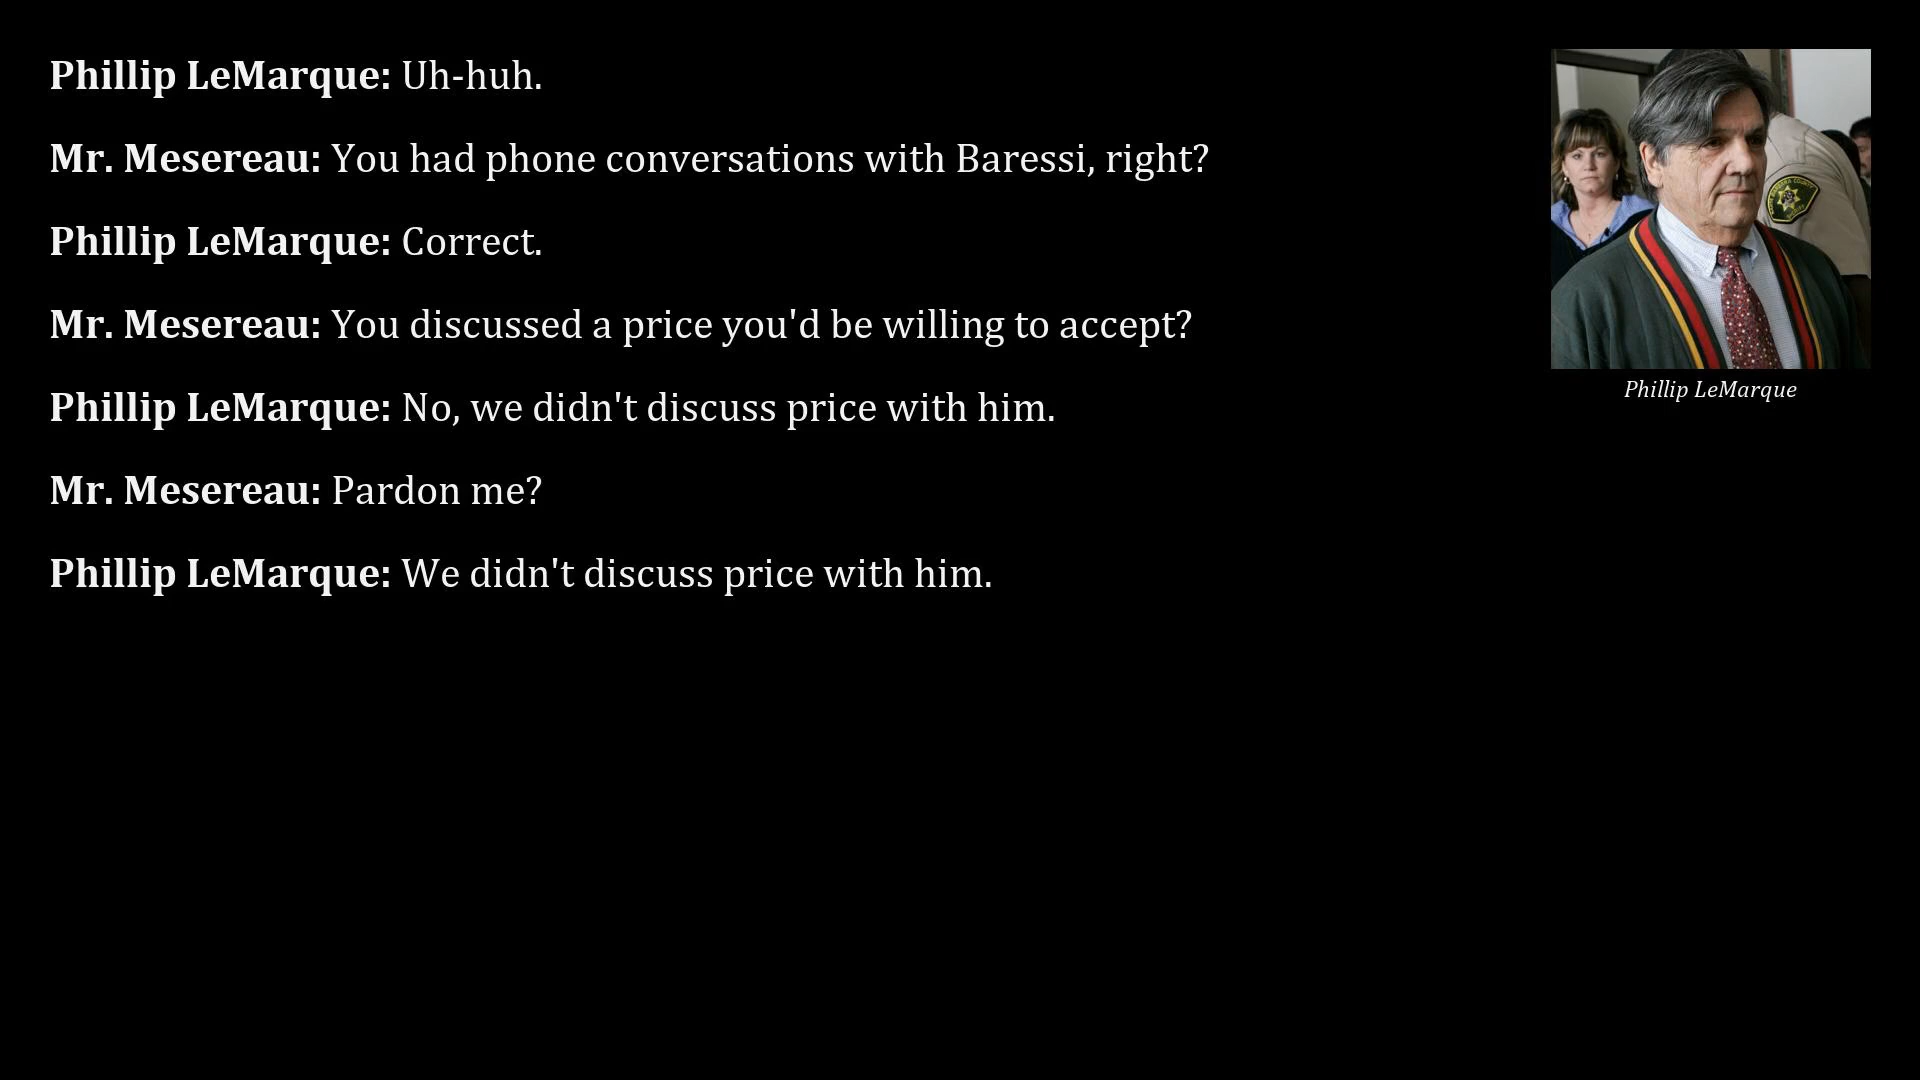 Phillip LeMarque: Uh-huh.
Mr. Mesereau: You had phone conversations with Baressi, right?
Phillip LeMarque: Correct.
Mr. Mesereau: You discussed a price you'd be willing to accept?
Phillip LeMarque: No, we didn't discuss price with him.
Mr. Mesereau: Pardon me?
Phillip LeMarque: We didn't discuss price with him.
Phillip LeMarque